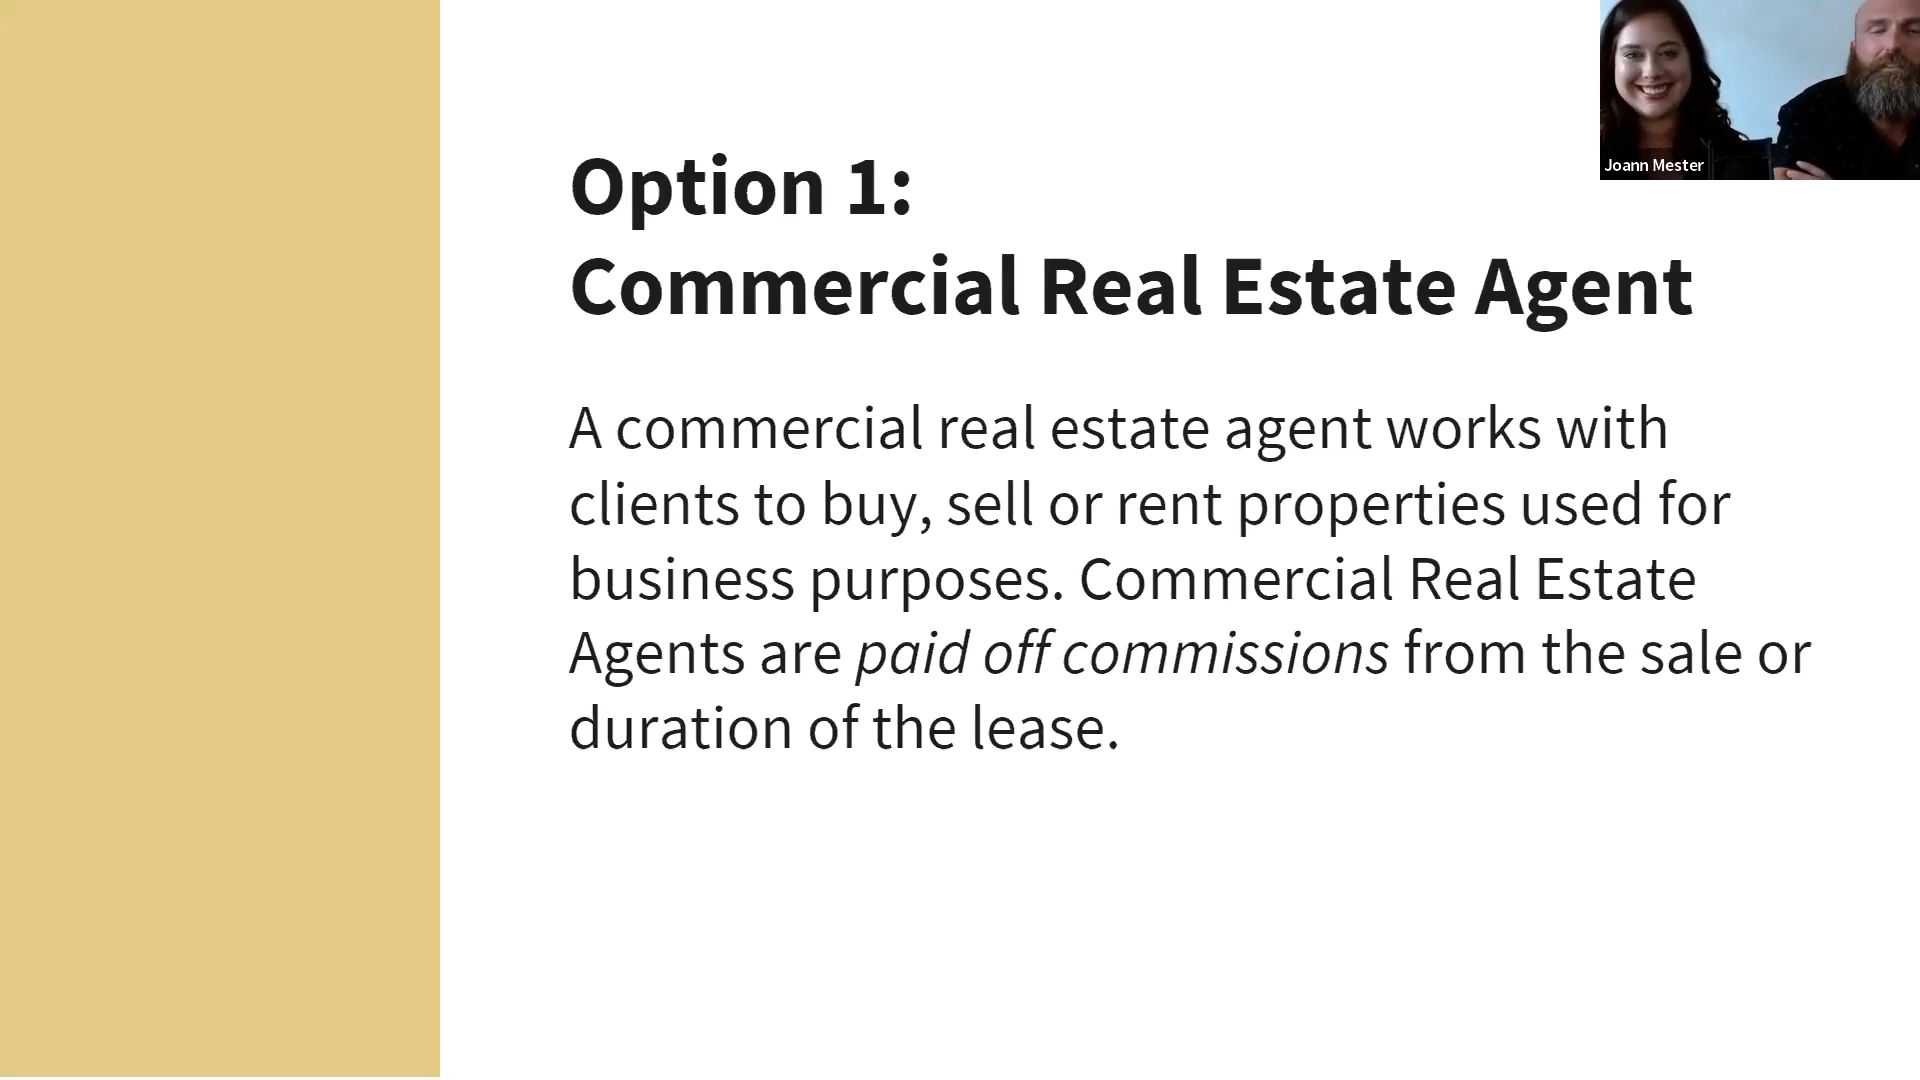 Option 1:
Commercial Real Estate Agent
A commercial real estate agent works with
clients to buy, sell or rent properties used for
business purposes. Commercial Real Estate
Agents are paid off commissions from the sale or
duration of the lease.
Joann Mester